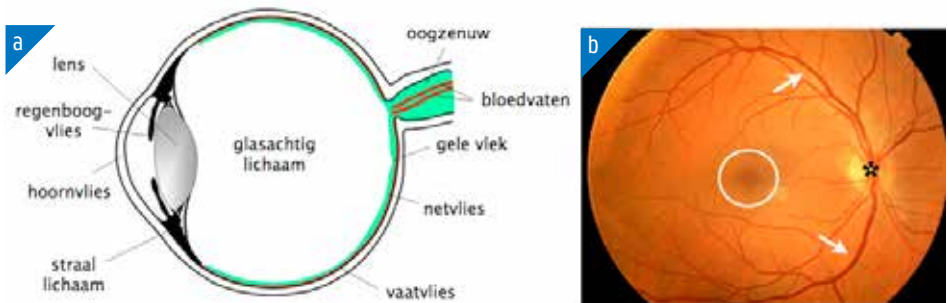 a
lens
regenboog-
vlies
hoornvlies
straal
lichaam
glasachtig
lichaam
oogzenuw
bloedvaten
gele vlek
netvlies
vaatvlies
b